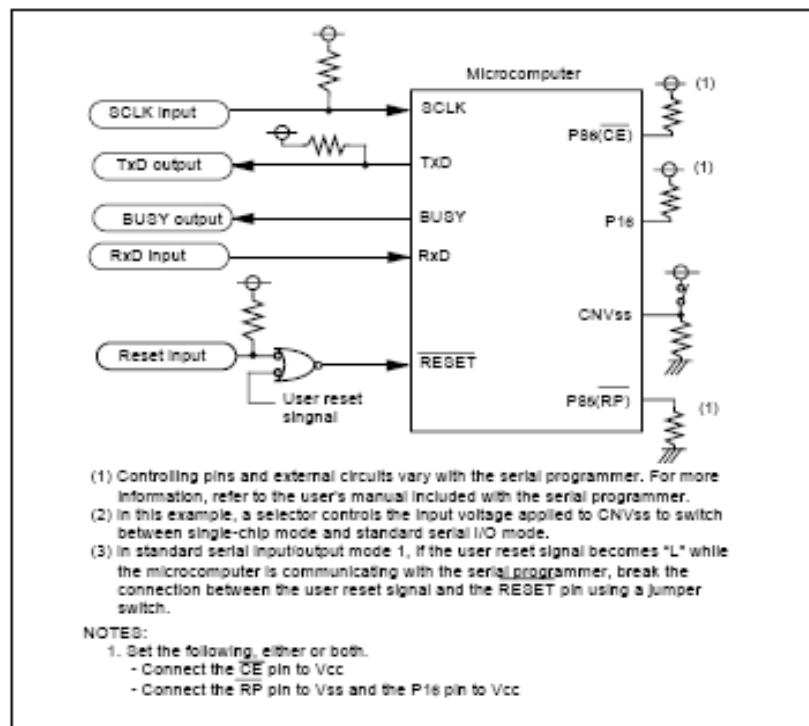 Microcomputer
(1)
SCLK Input
SCLK
P86(CE)
TxD output
TXD
(1)
BUSY output
BUSY
P16
RxD Input
RxD
CNVss
Reset Input
RESET
User reset
singnal
P85(RP)
(1)
(1) Controlling pins and external circuits vary with the serial programmer. For more
information, refer to the user's manual included with the serial programmer.
(2) In this example, a selector controls the input voltage applied to CNVss to switch
between single-chip mode and standard serial I/O mode.
(3) In standard serial input/output mode 1, if the user reset signal becomes "L" while
the microcomputer is communicating with the serial programmer, break the
connection between the user reset signal and the RESET pin using a jumper
switch.
NOTES:
1. Set the following, either or both.
- Connect the CE pin to Vcc
- Connect the RP pin to Vss and the P16 pin to Vcc